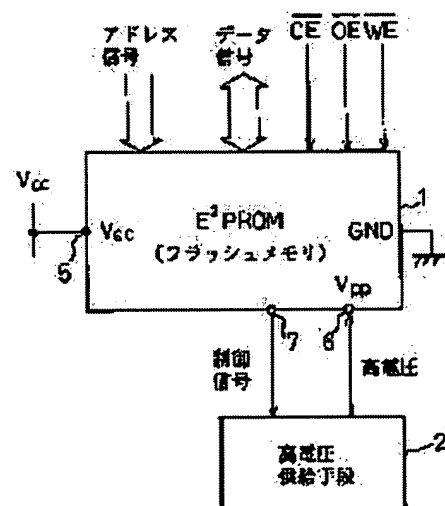 アドレス
信号
データ
信号
CE OE WE
Vcc
Vcc
5
E²PROM
(フラッシュメモリ)
GND
1
Vpp
7
6
制御
信号
高電圧
高電圧
供給手段
2